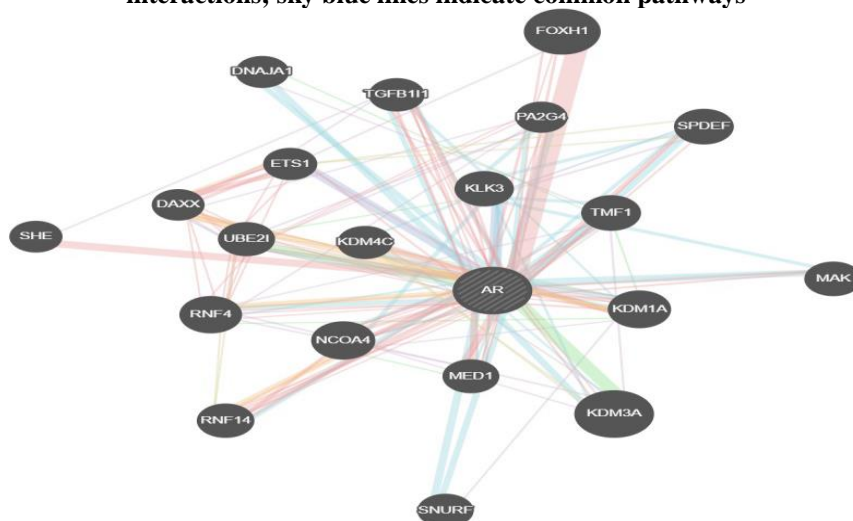 interactions; sky blue lines indicate common pathways
FOXH1
DNAJA1
TGFB1I1
PA2G4
SPDEF
ETS1
KLK3
DAXX
TMF1
SHE
UBE2I
KDM4C
MAK
AR
RNF4
KDM1A
NCOA4
MED1
KDM3A
RNF14
SNURF